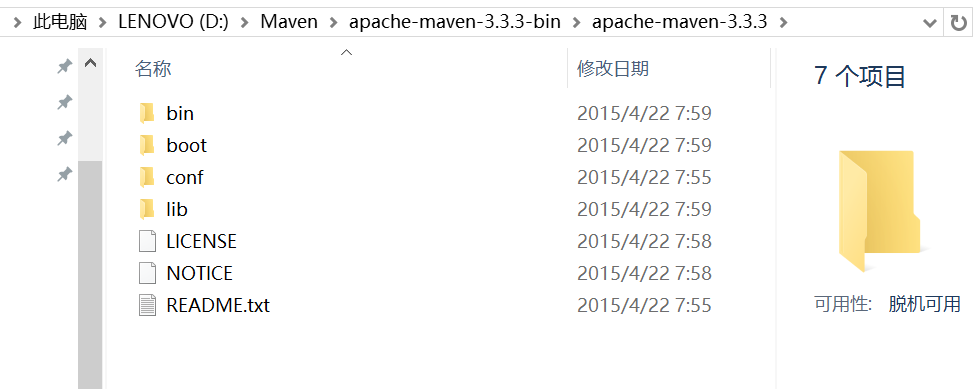 此电脑 > LENOVO (D:) > Maven > apache-maven-3.3.3-bin > apache-maven-3.3.3 >
名称 修改日期
bin 2015/4/22 7:59
boot 2015/4/22 7:59
conf 2015/4/22 7:55
lib 2015/4/22 7:59
LICENSE 2015/4/22 7:58
NOTICE 2015/4/22 7:58
README.txt 2015/4/22 7:55
7 个项目
可用性: 脱机可用